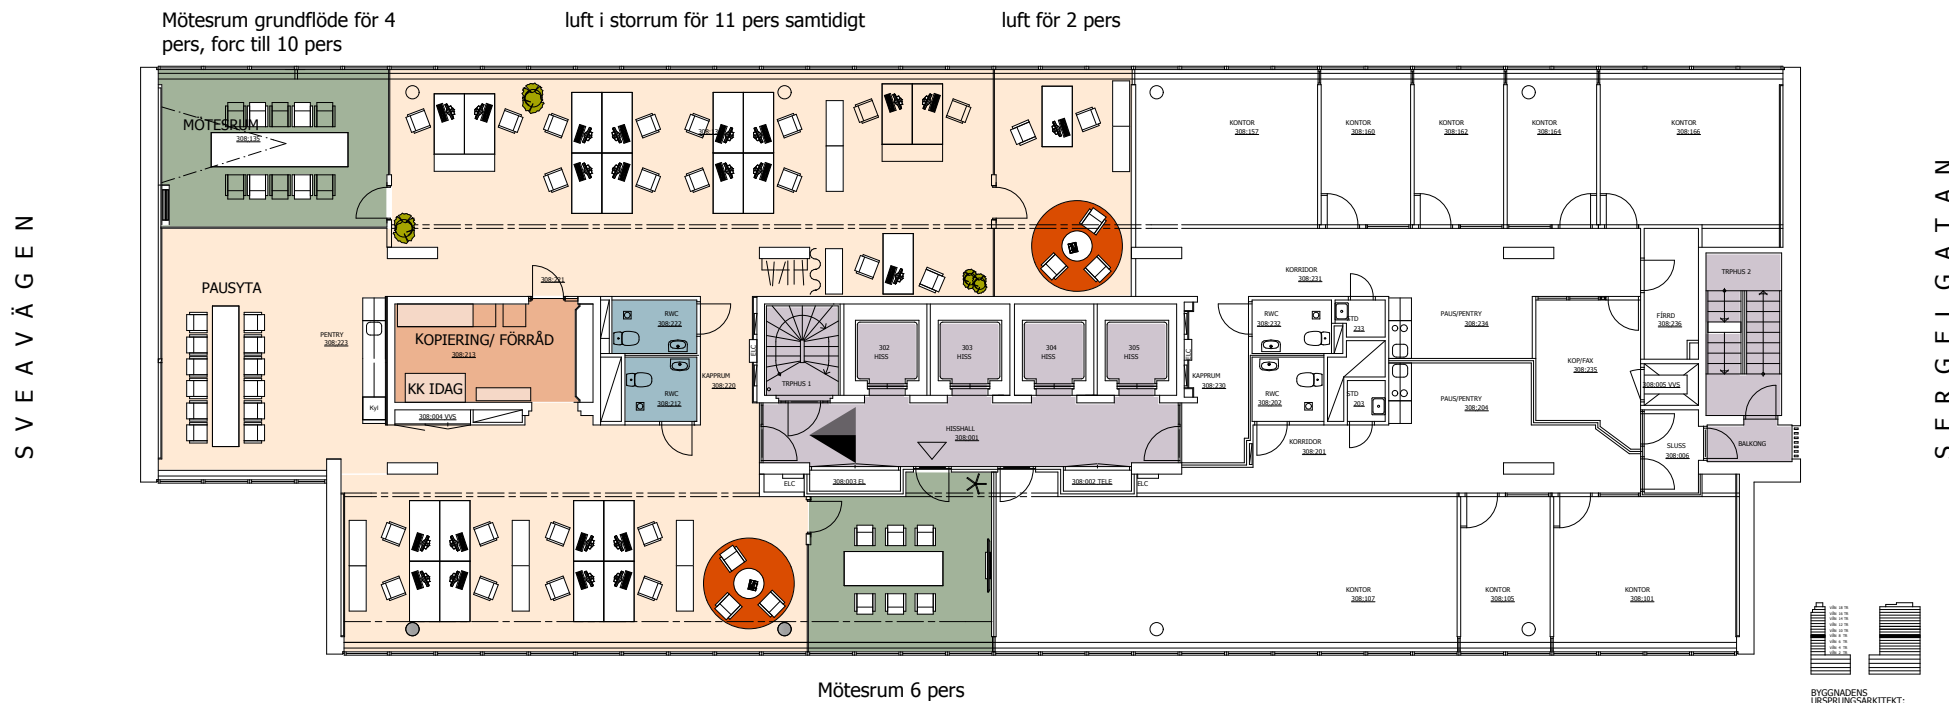 Mötesrum grundflöde för 4
pers, forc till 10 pers
luft i storrum för 11 pers samtidigt
luft för 2 pers
SVEAVÄGEN
SERGELGATAN
MÖTESRUM
308:135
KONTOR
308:157
KONTOR
308:160
KONTOR
308:162
KONTOR
308:164
KONTOR
308:166
PAUSYTA
PENTRY
308:223
Kyl
308:221
KOPIERING/ FÖRRÅD
308:213
KK IDAG
308:004 VVS
RWC
308:222
RWC
308:212
KAPPRUM
308:220
ELC
TRPHUS 1
302
HISS
303
HISS
304
HISS
305
HISS
ELC
KAPPRUM
308:230
KORRIDOR
308:231
RWC
308:232
STD
233
RWC
308:202
STD
203
PAUS/PENTRY
308:234
PAUS/PENTRY
308:204
KOP/FAX
308:235
FÍRRD
308:236
308:005 VVS
TRPHUS 2
SLUSS
308:006
BALKONG
HISSHALL
308:001
KORRIDOR
308:201
ELC
308:003 EL
308:002 TELE
ELC
KONTOR
308:107
KONTOR
308:105
KONTOR
308:101
Mötesrum 6 pers
BYGGNADENS
URSPRUNGSARKITEKT: